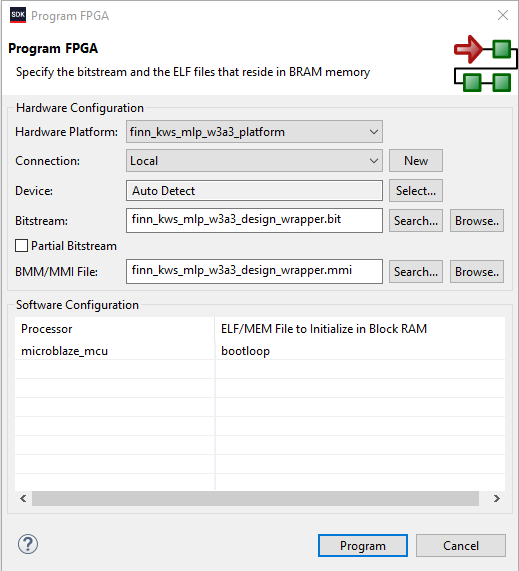 SDK Program FPGA
Program FPGA
Specify the bitstream and the ELF files that reside in BRAM memory
Hardware Configuration
Hardware Platform: finn_kws_mlp_w3a3_platform
Connection: Local New
Device: Auto Detect Select...
Bitstream: finn_kws_mlp_w3a3_design_wrapper.bit Search... Browse..
Partial Bitstream
BMM/MMI File: finn_kws_mlp_w3a3_design_wrapper.mmi Search... Browse..
Software Configuration
Processor ELF/MEM File to Initialize in Block RAM
microblaze_mcu bootloop
?
Program Cancel